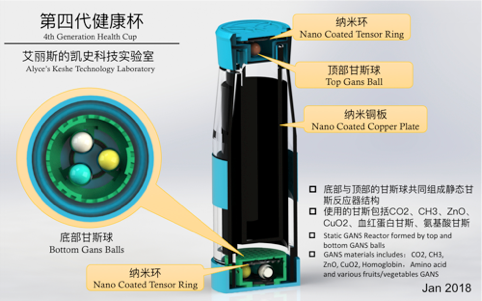 第四代健康杯
4th Generation Health Cup
艾丽斯的凯史科技实验室
Alyce's Keshe Technology Laboratory
纳米环
Nano Coated Tensor Ring
顶部甘斯球
Top Gans Ball
纳米铜板
Nano Coated Copper Plate
底部甘斯球
Bottom Gans Balls
纳米环
Nano Coated Tensor Ring
底部与顶部的甘斯球共同组成静态甘
斯反应器结构
使用的甘斯包括CO2、CH3、ZnO、
CuO2、血红蛋白甘斯、氨基酸甘斯
Static GANS Reactor formed by top and
bottom GANS balls
GANS materials includes: CO2, CH3,
ZnO, CuO2, Homoglobin, Amino acid
and various fruits/vegetables GANS
Jan 2018